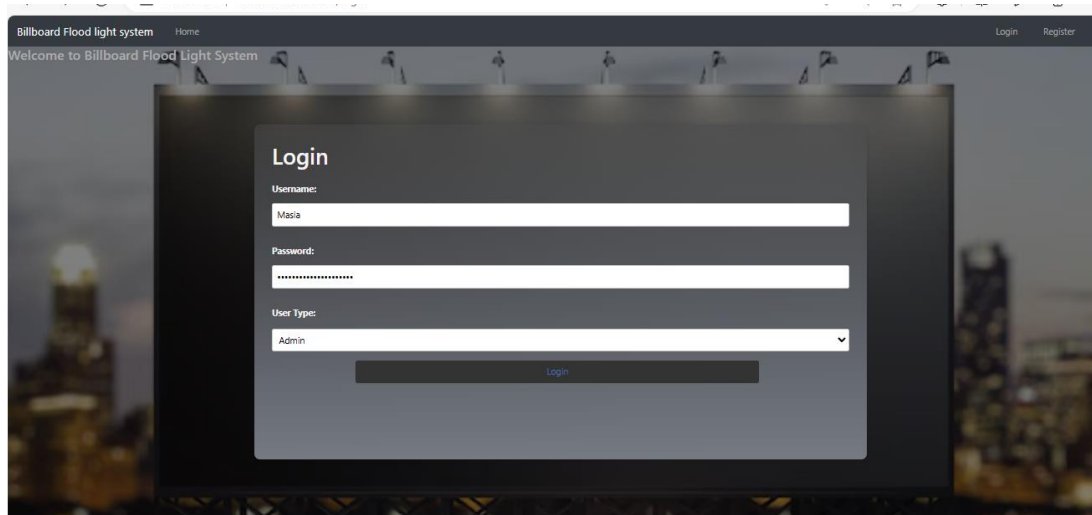 Billboard Flood light system Home Login Register
Welcome to Billboard Flood Light System
Login
Username:
Masia
Password:
•••••••••••••••••••••
User Type:
Admin
Login